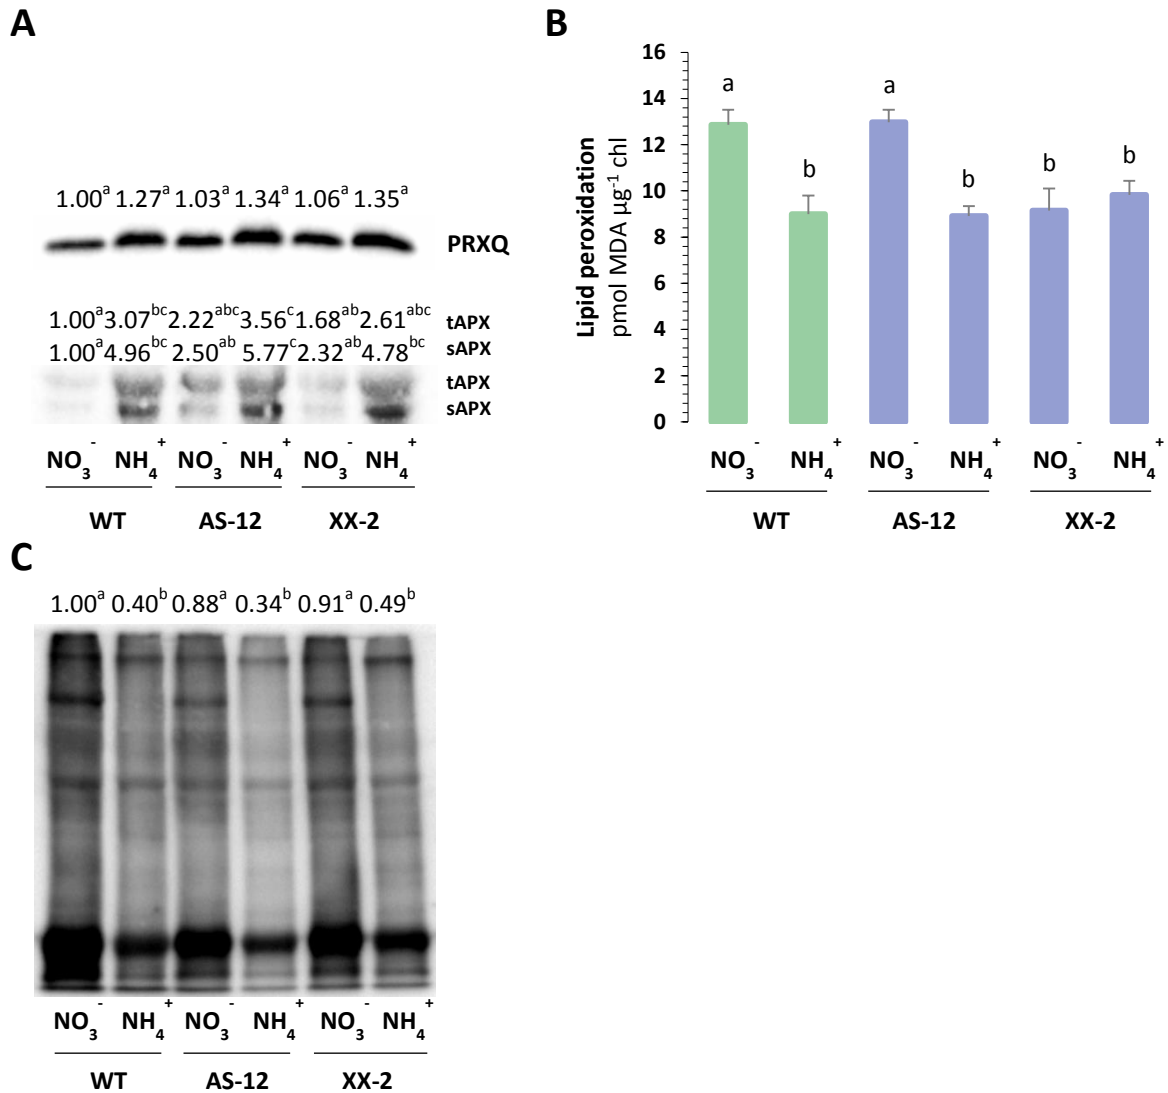 A
1.00a 1.27a 1.03a 1.34a 1.06a 1.35a
PRXQ
1.00a 3.07bc 2.22abc 3.56c 1.68ab 2.61abc tAPX
1.00a 4.96bc 2.50ab 5.77c 2.32ab 4.78bc sAPX
tAPX
sAPX
NO3- NH4+ NO3- NH4+ NO3- NH4+
WT AS-12 XX-2
B
Lipid peroxidation
pmol MDA µg-1 chl
16
14
12
10
8
6
4
2
0
a b a b b b
NO3- NH4+ NO3- NH4+ NO3- NH4+
WT AS-12 XX-2
C
1.00a 0.40b 0.88a 0.34b 0.91a 0.49b
NO3- NH4+ NO3- NH4+ NO3- NH4+
WT AS-12 XX-2